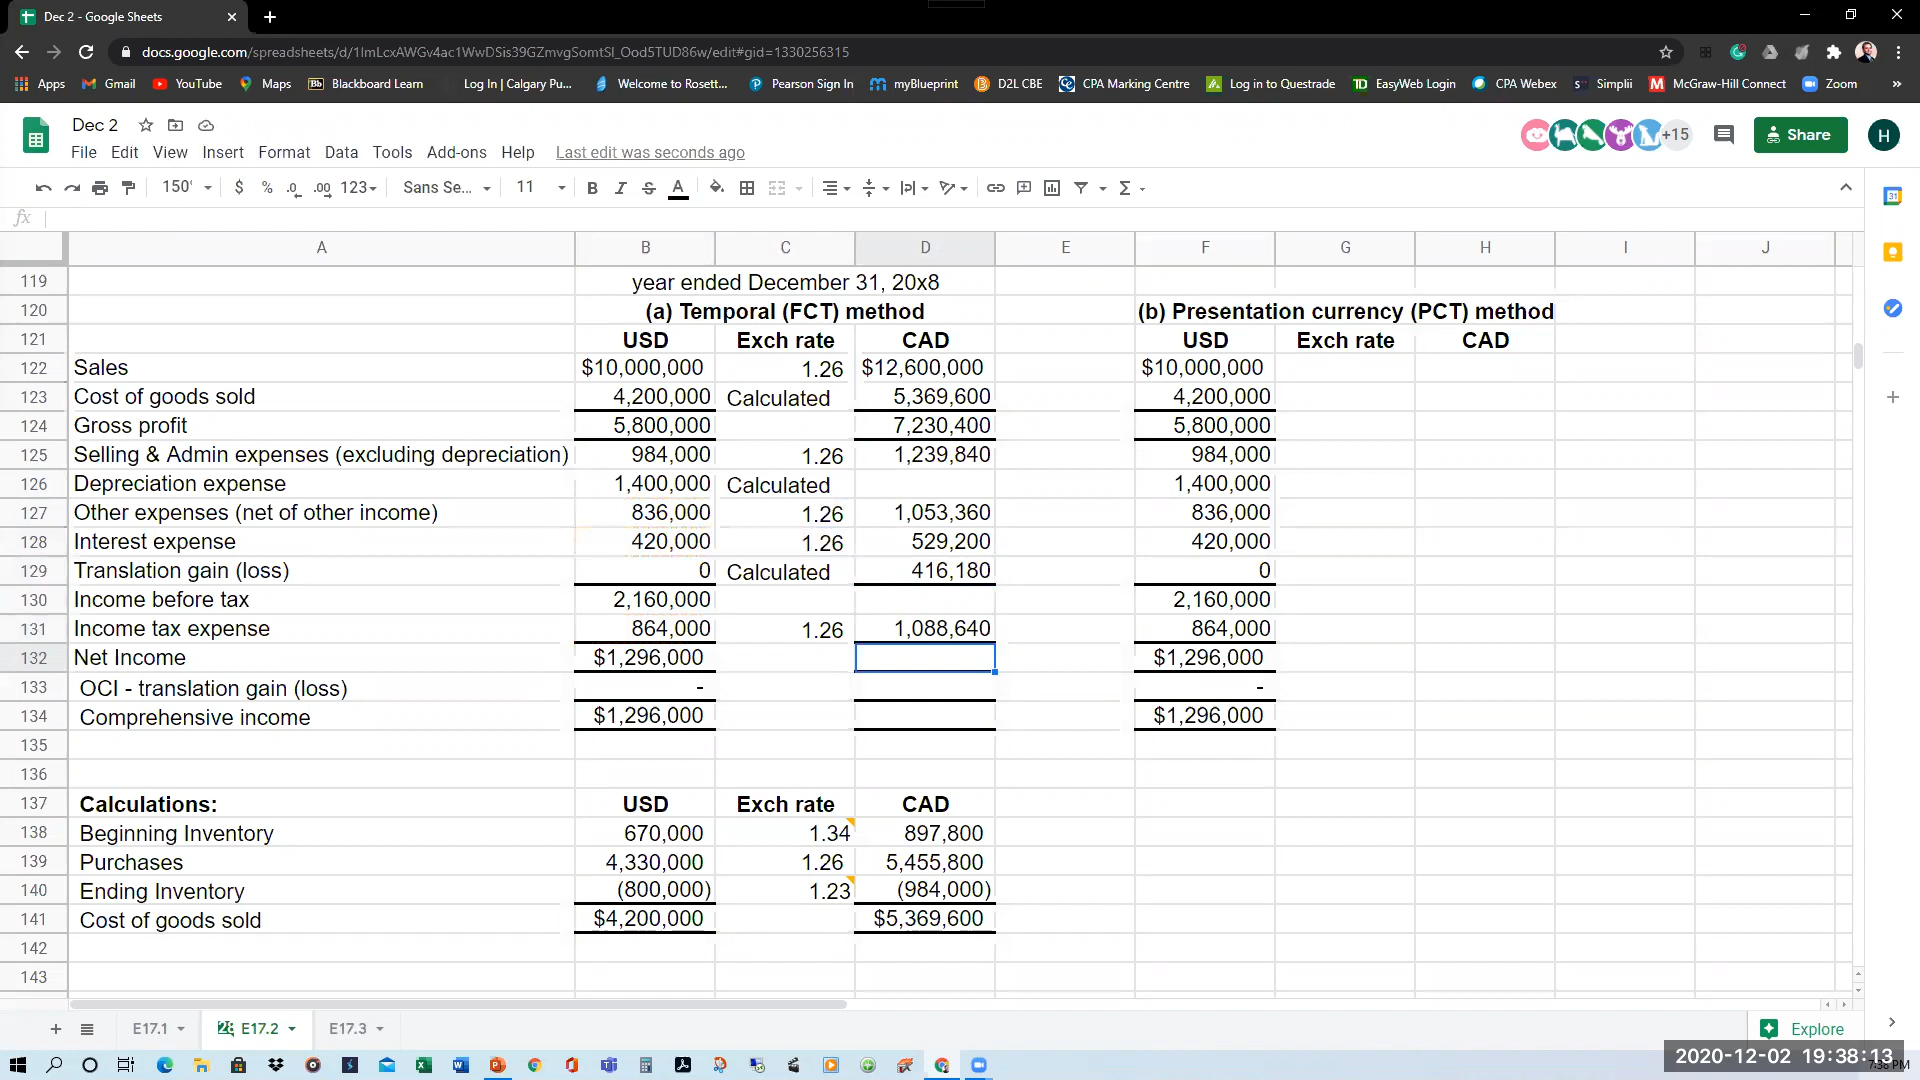 Dec 2 - Google Sheets
docs.google.com/spreadsheets/d/1ImLcxAWGv4ac1WwDSis39GZmvgSomtSI_Ood5TUD86w/edit#gid=1330256315
Apps Gmail YouTube Maps Bb Blackboard Learn Log In | Calgary Pu... Welcome to Rosett... Pearson Sign In myBlueprint D2L CBE CPA Marking Centre Log in to Questrade TD EasyWeb Login CPA Webex Simplii M McGraw-Hill Connect Zoom »
Dec 2
+15 Share H
File Edit View Insert Format Data Tools Add-ons Help Last edit was seconds ago
150% $ % .0 .00 123 Sans Se... 11 B I S A Σ
fx
A B C D E F G H I J
119 year ended December 31, 20x8
120 (a) Temporal (FCT) method (b) Presentation currency (PCT) method
121 USD Exch rate CAD USD Exch rate CAD
122 Sales $10,000,000 1.26 $12,600,000 $10,000,000
123 Cost of goods sold 4,200,000 Calculated 5,369,600 4,200,000
124 Gross profit 5,800,000 7,230,400 5,800,000
125 Selling & Admin expenses (excluding depreciation) 984,000 1.26 1,239,840 984,000
126 Depreciation expense 1,400,000 Calculated 1,400,000
127 Other expenses (net of other income) 836,000 1.26 1,053,360 836,000
128 Interest expense 420,000 1.26 529,200 420,000
129 Translation gain (loss) 0 Calculated 416,180 0
130 Income before tax 2,160,000 2,160,000
131 Income tax expense 864,000 1.26 1,088,640 864,000
132 Net Income $1,296,000 $1,296,000
133 OCI - translation gain (loss) - -
134 Comprehensive income $1,296,000 $1,296,000
135
136
137 Calculations: USD Exch rate CAD
138 Beginning Inventory 670,000 1.34 897,800
139 Purchases 4,330,000 1.26 5,455,800
140 Ending Inventory (800,000) 1.23 (984,000)
141 Cost of goods sold $4,200,000 $5,369,600
142
143
E17.1 E17.2 E17.3 Explore
2020-12-02 19:38:13
7:38 PM